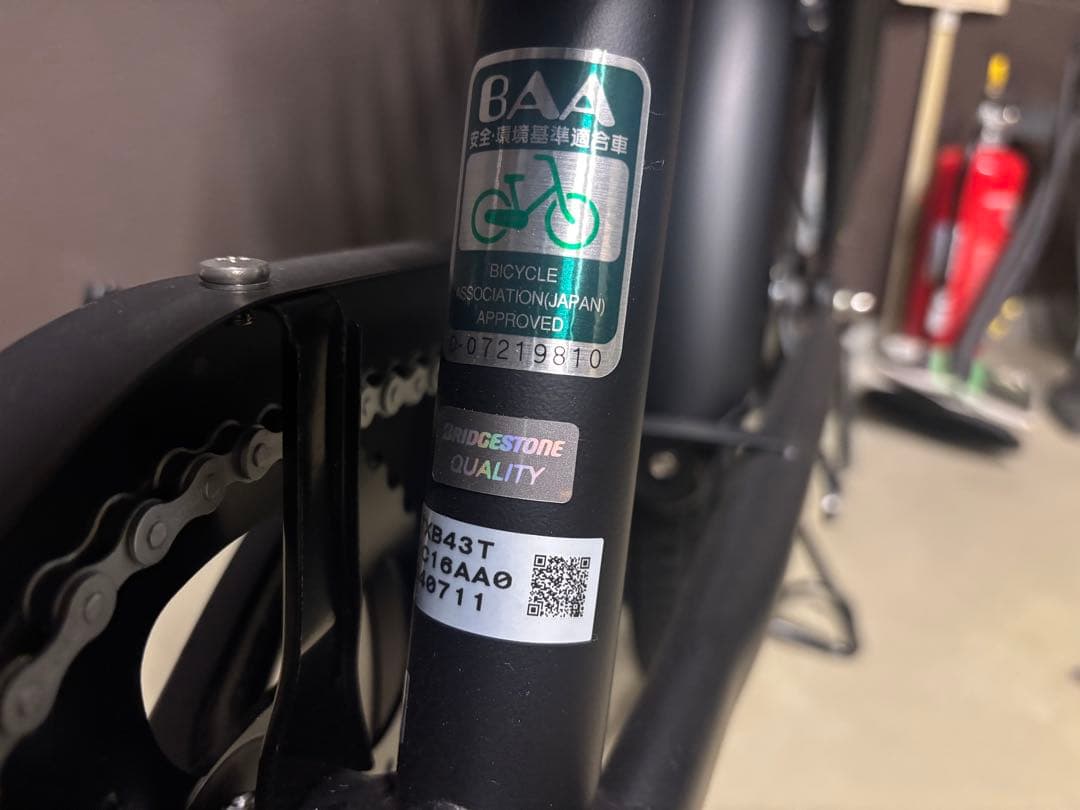 BAA
安全・環境基準適合車
BICYCLE
ASSOCIATION(JAPAN)
APPROVED
-07219810
BRIDGESTONE
QUALITY
XB43T
C16AA0
40711